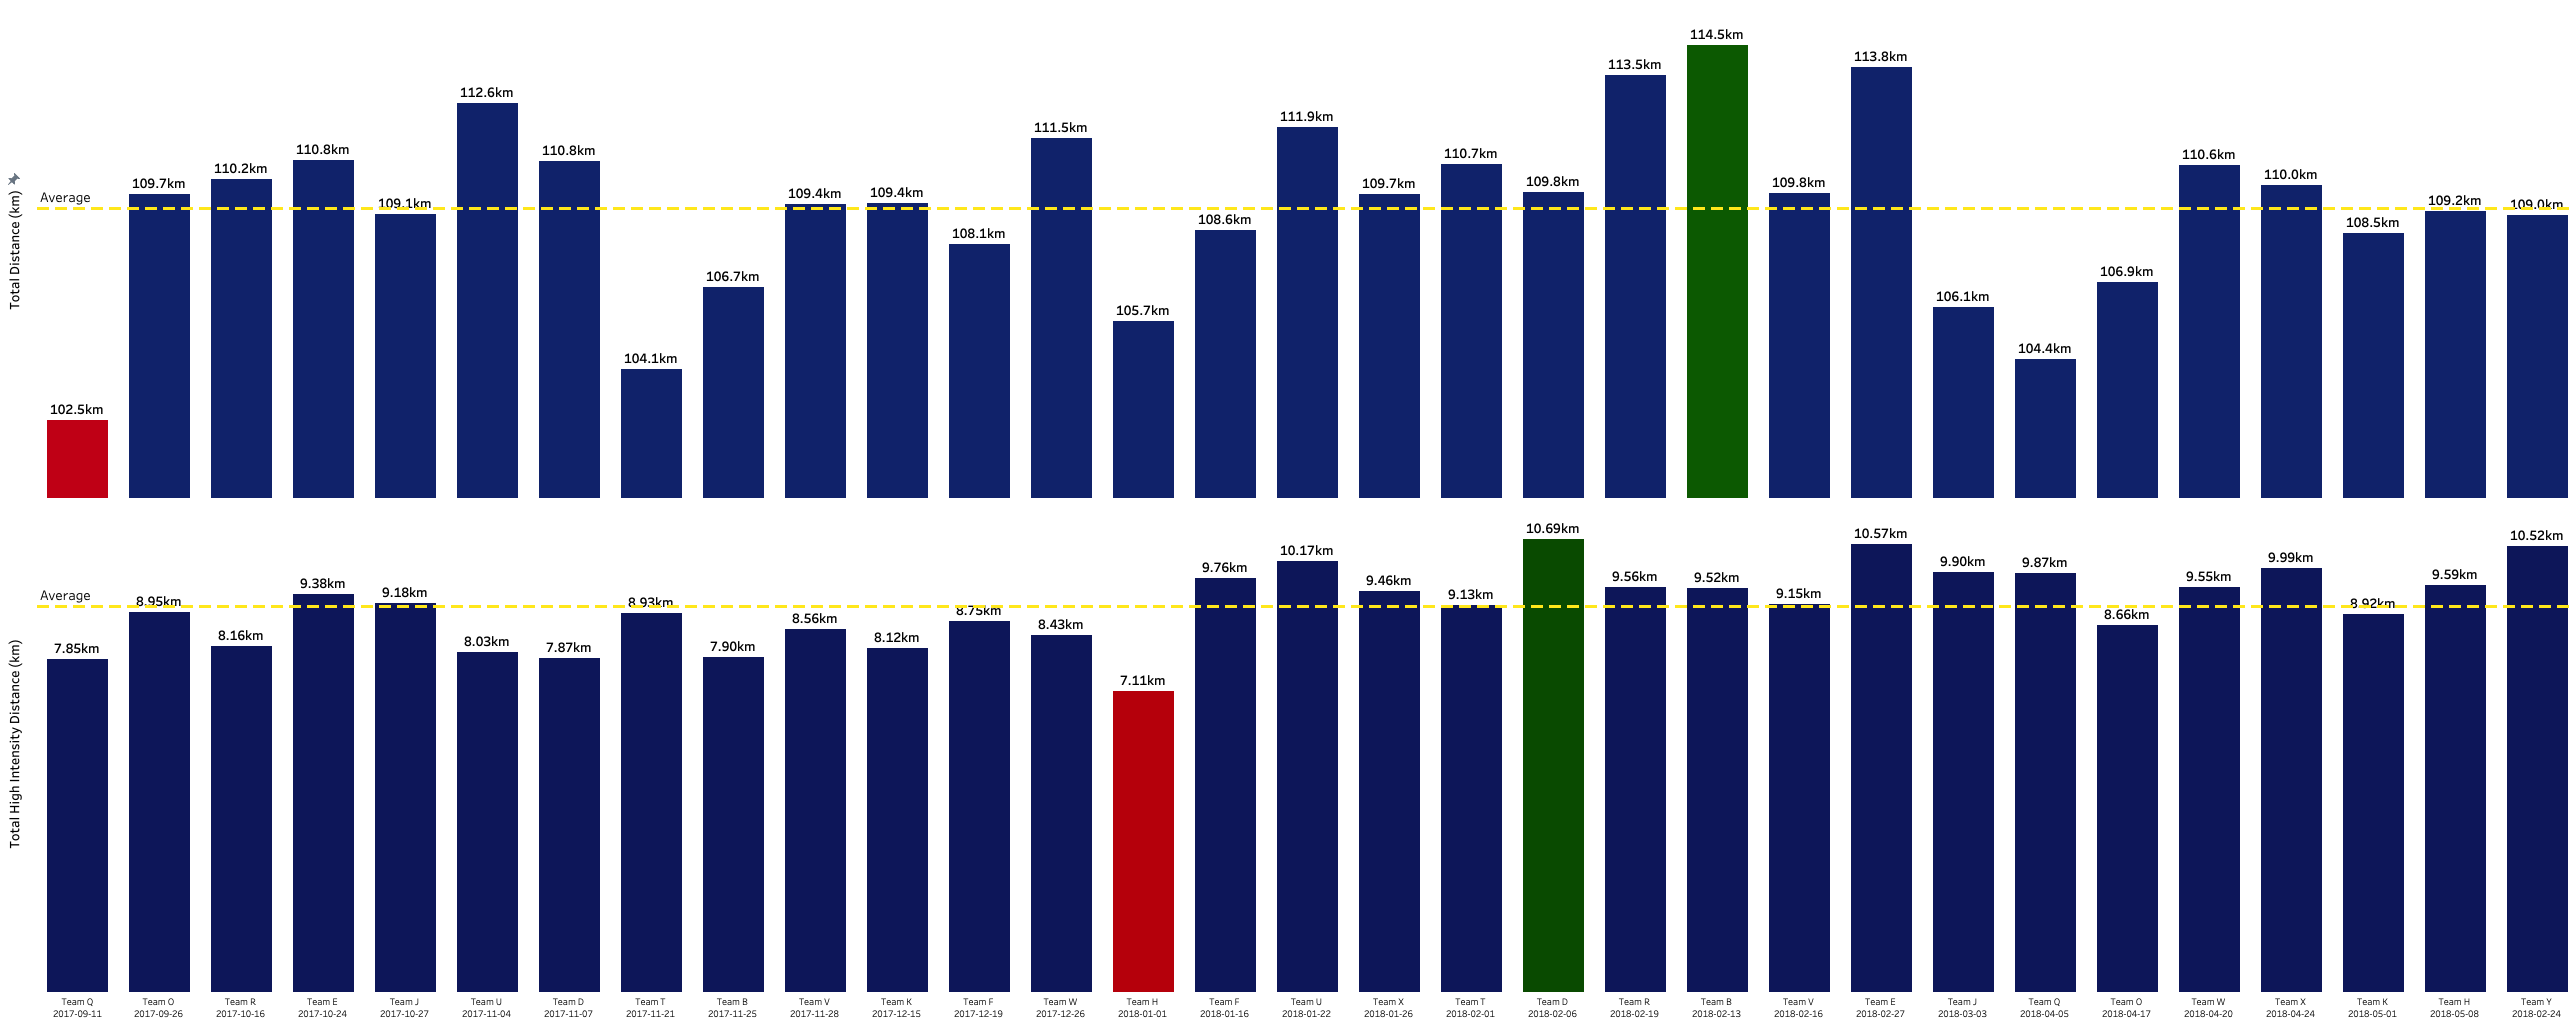 Total Distance (km)
Average
102.5km
109.7km
110.2km
110.8km
109.1km
112.6km
110.8km
104.1km
106.7km
109.4km
109.4km
108.1km
111.5km
105.7km
108.6km
111.9km
109.7km
110.7km
109.8km
113.5km
114.5km
109.8km
113.8km
106.1km
104.4km
106.9km
110.6km
110.0km
108.5km
109.2km
109.0km
Total High Intensity Distance (km)
Average
7.85km
8.95km
8.16km
9.38km
9.18km
8.03km
7.87km
8.93km
7.90km
8.56km
8.12km
8.75km
8.43km
7.11km
9.76km
10.17km
9.46km
9.13km
10.69km
9.56km
9.52km
9.15km
10.57km
9.90km
9.87km
8.66km
9.55km
9.99km
8.92km
9.59km
10.52km
Team Q
2017-09-11
Team O
2017-09-26
Team R
2017-10-16
Team E
2017-10-24
Team J
2017-10-27
Team U
2017-11-04
Team D
2017-11-07
Team T
2017-11-21
Team B
2017-11-25
Team V
2017-11-28
Team K
2017-12-15
Team F
2017-12-19
Team W
2017-12-26
Team H
2018-01-01
Team F
2018-01-16
Team U
2018-01-22
Team X
2018-01-26
Team T
2018-02-01
Team D
2018-02-06
Team R
2018-02-19
Team B
2018-02-13
Team V
2018-02-16
Team E
2018-02-27
Team J
2018-03-03
Team Q
2018-04-05
Team O
2018-04-17
Team W
2018-04-20
Team X
2018-04-24
Team K
2018-05-01
Team H
2018-05-08
Team Y
2018-02-24